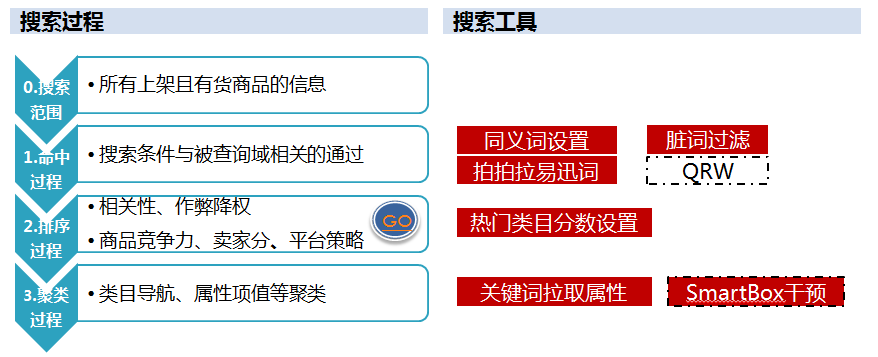 搜索过程
搜索工具
0.搜索
范围
• 所有上架且有货商品的信息
1.命中
过程
• 搜索条件与被查询域相关的通过
同义词设置
脏词过滤
拍拍拉易迅词
QRW
2.排序
过程
• 相关性、作弊降权
• 商品竞争力、卖家分、平台策略
GO
热门类目分数设置
3.聚类
过程
• 类目导航、属性项值等聚类
关键词拉取属性
SmartBox干预